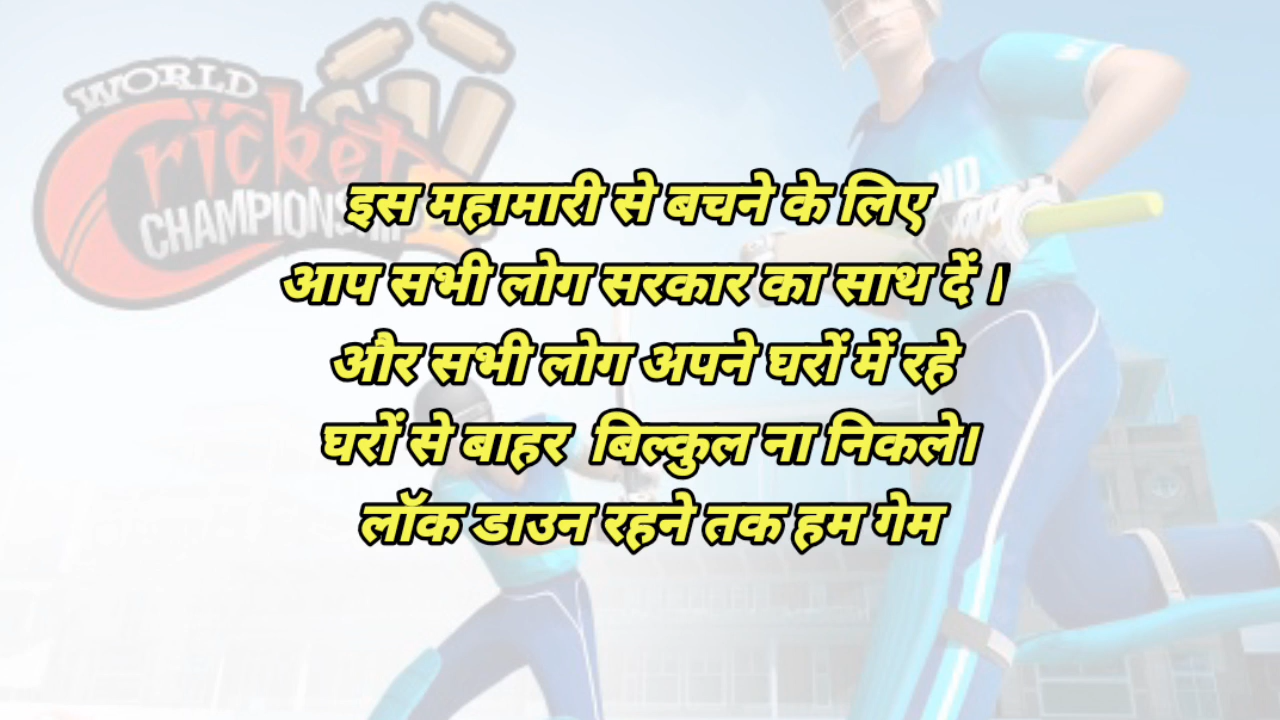 WORLD
Cricket
CHAMPIONSHIP
इस महामारी से बचने के लिए
आप सभी लोग सरकार का साथ दें ।
और सभी लोग अपने घरों में रहे
घरों से बाहर बिल्कुल ना निकले।
लॉक डाउन रहने तक हम गेम